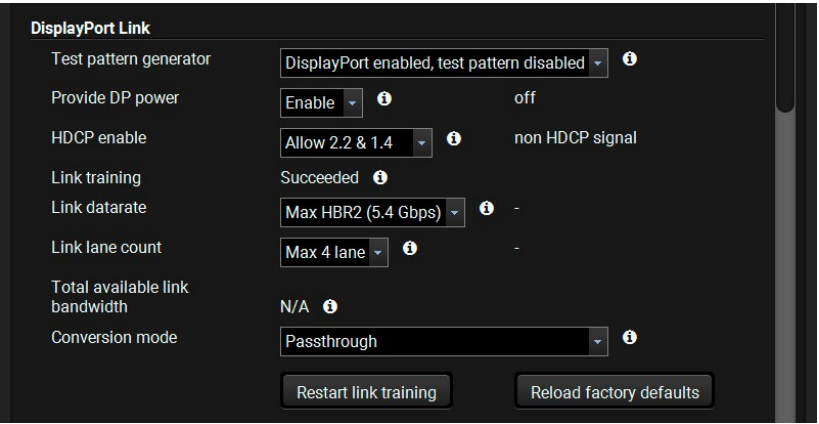 DisplayPort Link
Test pattern generator DisplayPort enabled, test pattern disabled
Provide DP power Enable off
HDCP enable Allow 2.2 & 1.4 non HDCP signal
Link training Succeeded
Link datarate Max HBR2 (5.4 Gbps) -
Link lane count Max 4 lane -
Total available link
bandwidth N/A
Conversion mode Passthrough
Restart link training Reload factory defaults